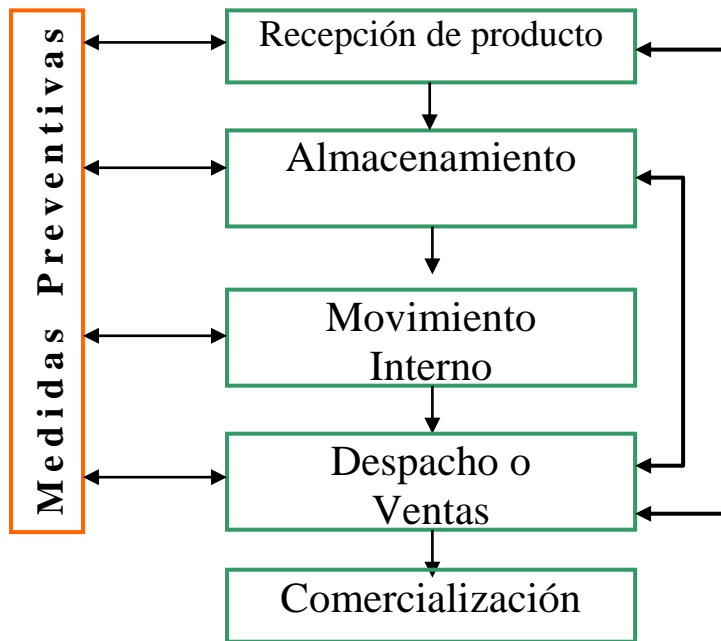 Medidas Preventivas
Recepción de producto
Almacenamiento
Movimiento
Interno
Despacho o
Ventas
Comercialización